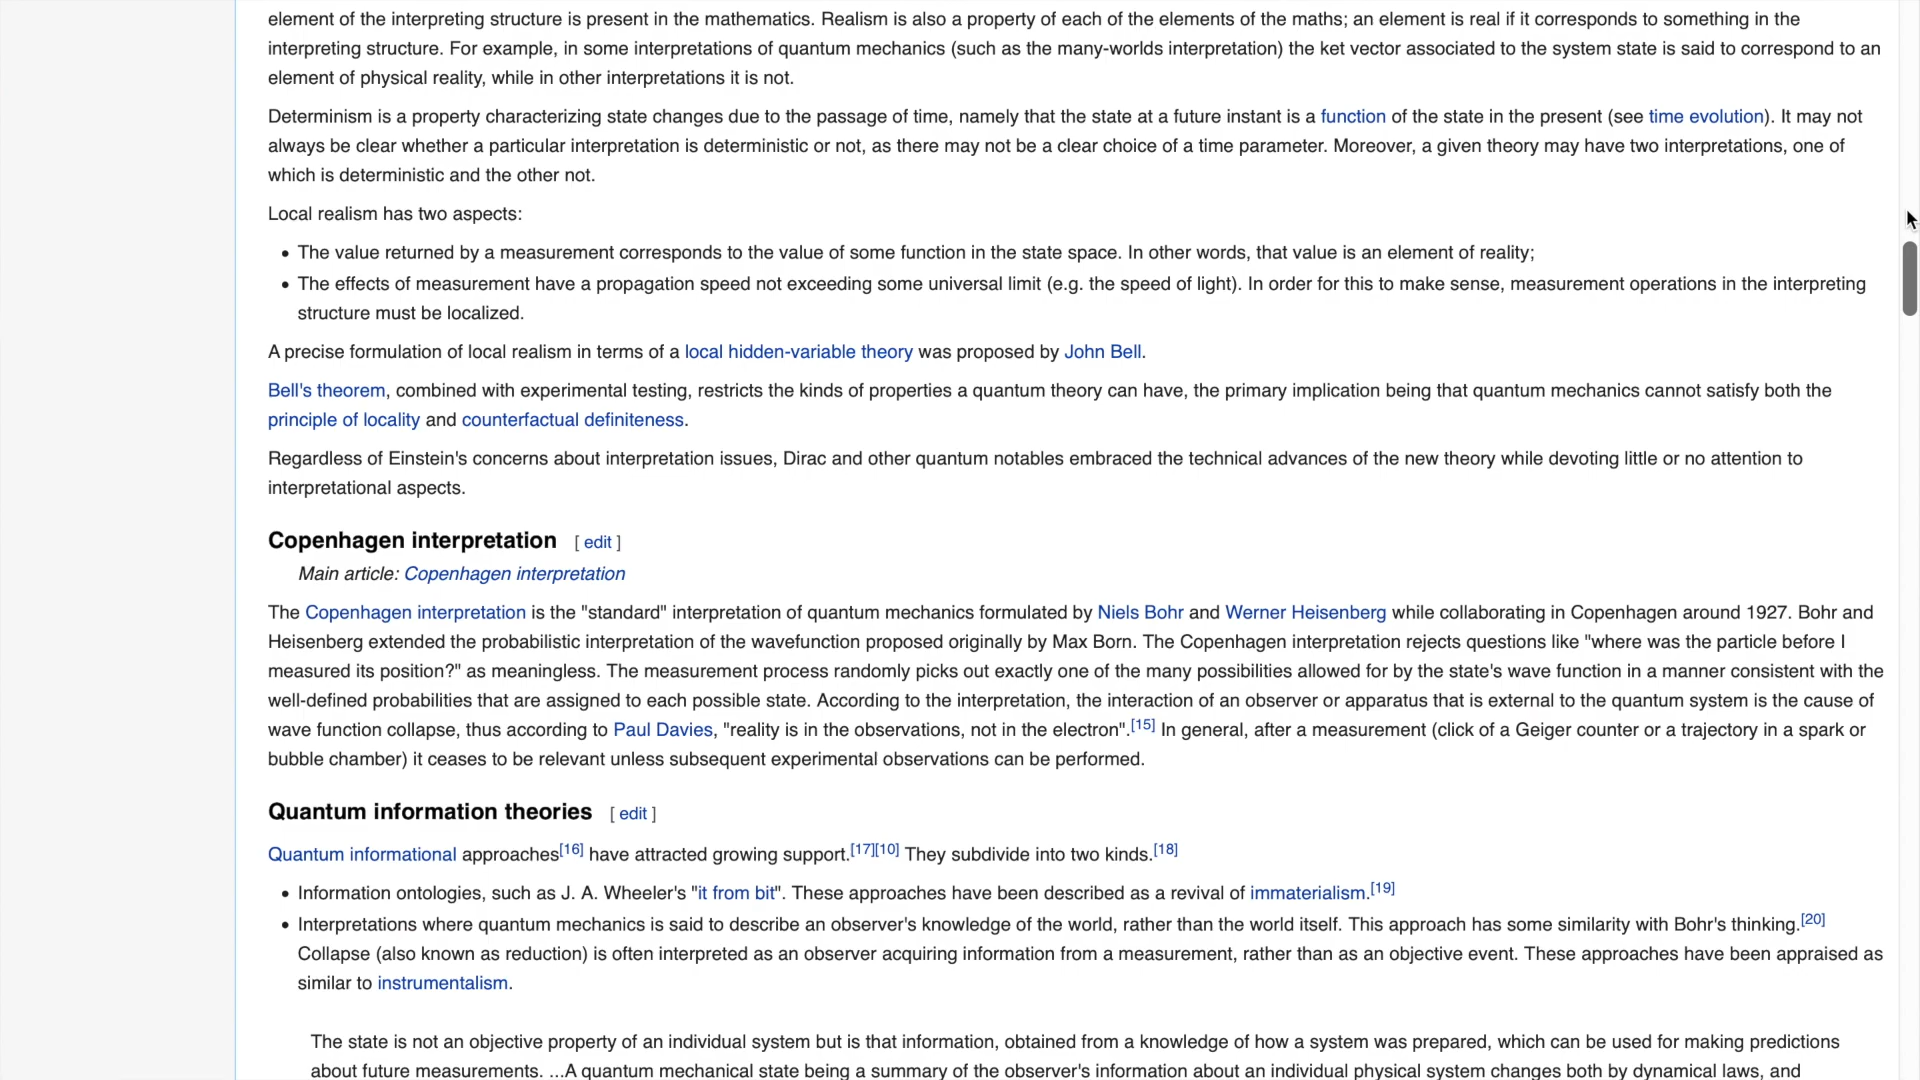 element of the interpreting structure is present in the mathematics. Realism is also a property of each of the elements of the maths; an element is real if it corresponds to something in the
interpreting structure. For example, in some interpretations of quantum mechanics (such as the many-worlds interpretation) the ket vector associated to the system state is said to correspond to an
element of physical reality, while in other interpretations it is not.
Determinism is a property characterizing state changes due to the passage of time, namely that the state at a future instant is a function of the state in the present (see time evolution). It may not
always be clear whether a particular interpretation is deterministic or not, as there may not be a clear choice of a time parameter. Moreover, a given theory may have two interpretations, one of
which is deterministic and the other not.
Local realism has two aspects:
• The value returned by a measurement corresponds to the value of some function in the state space. In other words, that value is an element of reality;
• The effects of measurement have a propagation speed not exceeding some universal limit (e.g. the speed of light). In order for this to make sense, measurement operations in the interpreting
structure must be localized.
A precise formulation of local realism in terms of a local hidden-variable theory was proposed by John Bell.
Bell's theorem, combined with experimental testing, restricts the kinds of properties a quantum theory can have, the primary implication being that quantum mechanics cannot satisfy both the
principle of locality and counterfactual definiteness.
Regardless of Einstein's concerns about interpretation issues, Dirac and other quantum notables embraced the technical advances of the new theory while devoting little or no attention to
interpretational aspects.
Copenhagen interpretation [ edit ]
Main article: Copenhagen interpretation
The Copenhagen interpretation is the "standard" interpretation of quantum mechanics formulated by Niels Bohr and Werner Heisenberg while collaborating in Copenhagen around 1927. Bohr and
Heisenberg extended the probabilistic interpretation of the wavefunction proposed originally by Max Born. The Copenhagen interpretation rejects questions like "where was the particle before I
measured its position?" as meaningless. The measurement process randomly picks out exactly one of the many possibilities allowed for by the state's wave function in a manner consistent with the
well-defined probabilities that are assigned to each possible state. According to the interpretation, the interaction of an observer or apparatus that is external to the quantum system is the cause of
wave function collapse, thus according to Paul Davies, "reality is in the observations, not in the electron".[15] In general, after a measurement (click of a Geiger counter or a trajectory in a spark or
bubble chamber) it ceases to be relevant unless subsequent experimental observations can be performed.
Quantum information theories [ edit ]
Quantum informational approaches[16] have attracted growing support.[17][10] They subdivide into two kinds.[18]
• Information ontologies, such as J. A. Wheeler's "it from bit". These approaches have been described as a revival of immaterialism.[19]
• Interpretations where quantum mechanics is said to describe an observer's knowledge of the world, rather than the world itself. This approach has some similarity with Bohr's thinking.[20]
Collapse (also known as reduction) is often interpreted as an observer acquiring information from a measurement, rather than as an objective event. These approaches have been appraised as
similar to instrumentalism.
The state is not an objective property of an individual system but is that information, obtained from a knowledge of how a system was prepared, which can be used for making predictions
about future measurements. ...A quantum mechanical state being a summary of the observer's information about an individual physical system changes both by dynamical laws, and